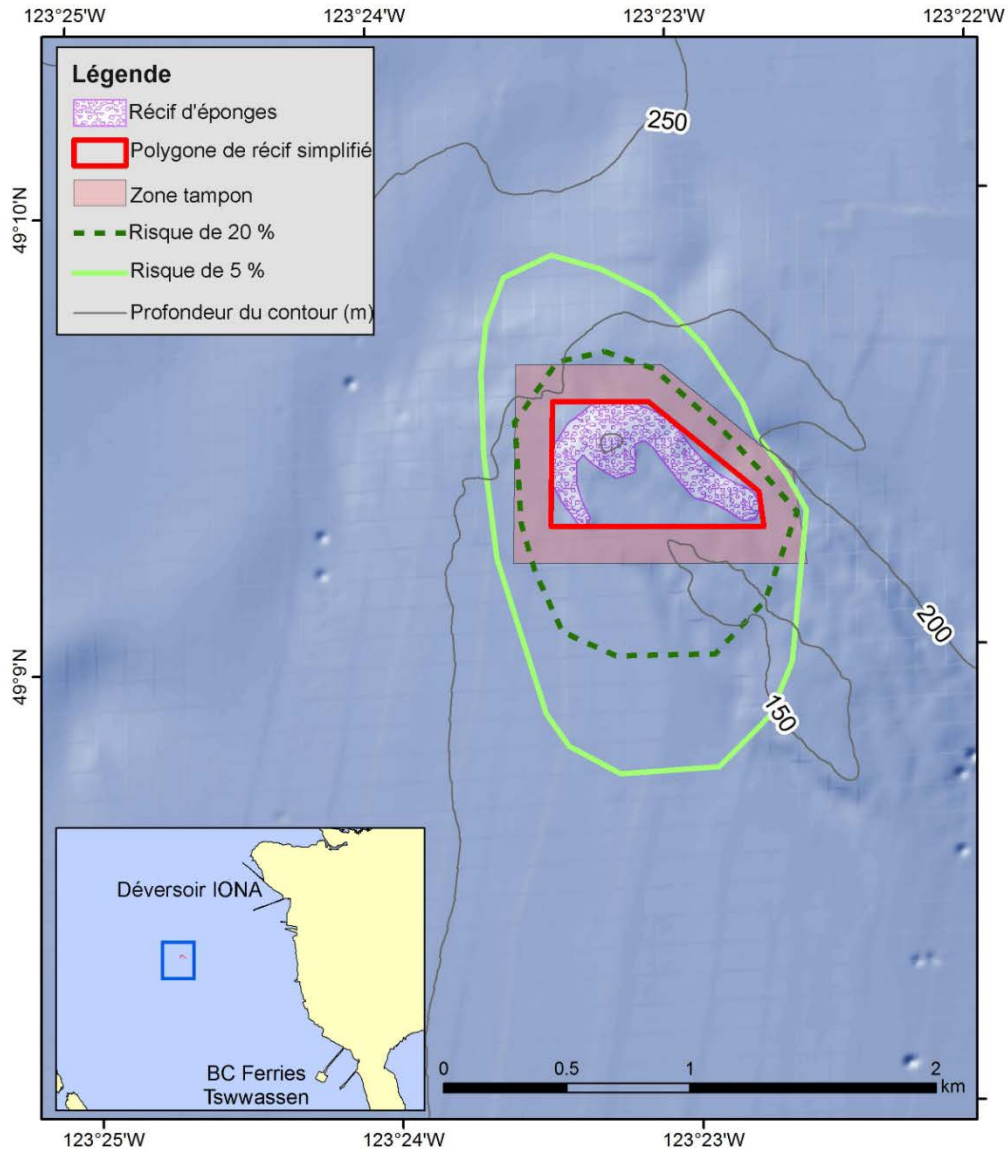 123°25'W 123°24'W 123°23'W 123°22'W
Légende
Récif d'éponges
Polygone de récif simplifié
Zone tampon
Risque de 20 %
Risque de 5 %
Profondeur du contour (m)
250
49°10'N
200
49°9'N
150
Déversoir IONA
BC Ferries
Tswwassen
0 0.5 1 2
km
123°25'W 123°24'W 123°23'W